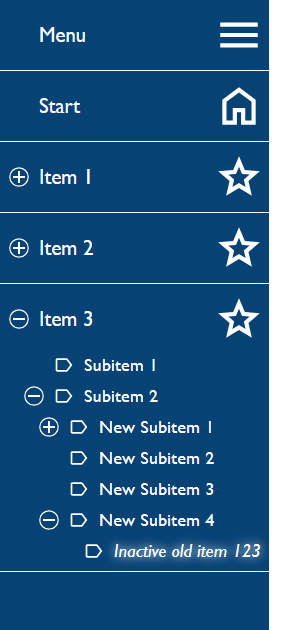 Menu
Start
Item 1
Item 2
Item 3
Subitem 1
Subitem 2
New Subitem 1
New Subitem 2
New Subitem 3
New Subitem 4
Inactive old item 123